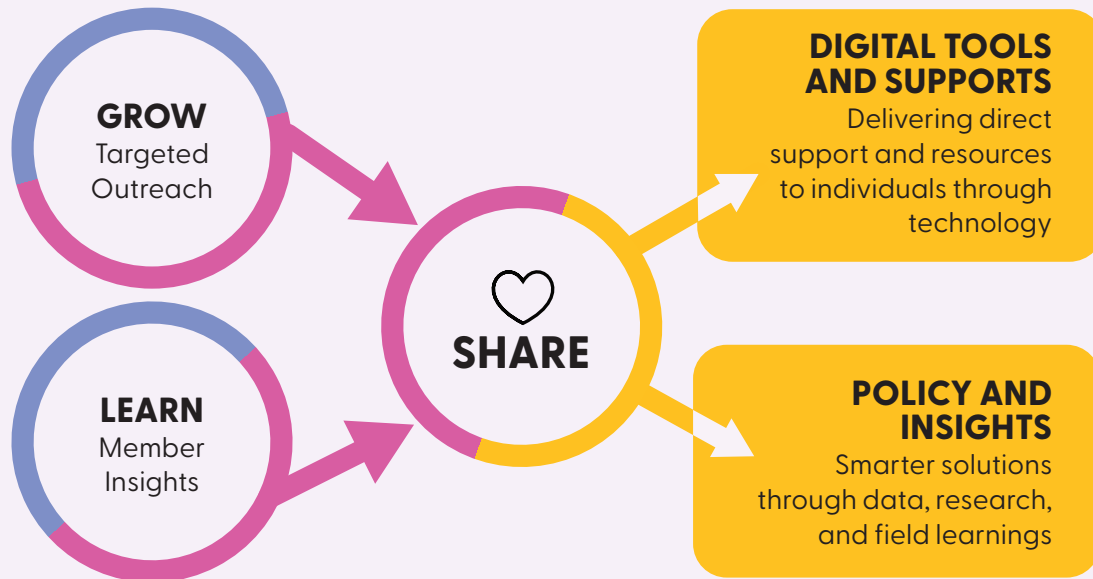 GROW
Targeted
Outreach
LEARN
Member
Insights
SHARE
DIGITAL TOOLS
AND SUPPORTS
Delivering direct
support and resources
to individuals through
technology
POLICY AND
INSIGHTS
Smarter solutions
through data, research,
and field learnings